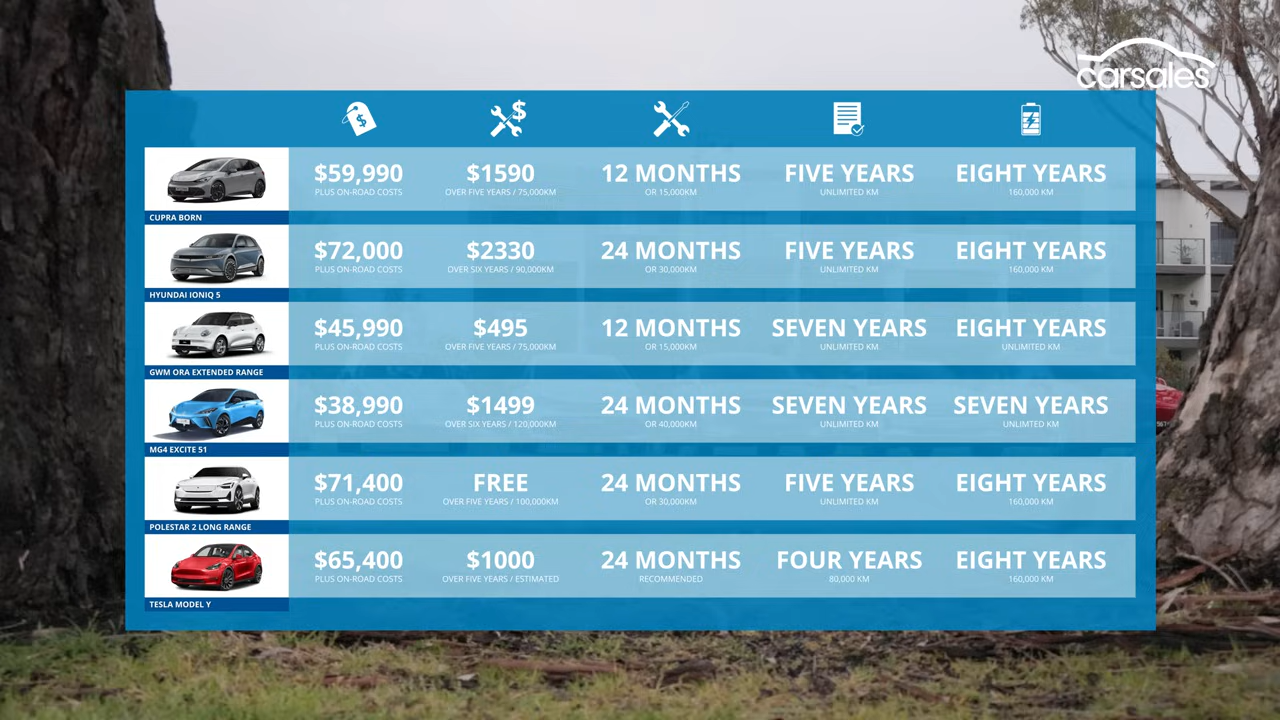 carsales
$59,990 $1590 12 MONTHS FIVE YEARS EIGHT YEARS
PLUS ON-ROAD COSTS OVER FIVE YEARS / 75,000KM OR 15,000KM UNLIMITED KM 160,000 KM
CUPRA BORN
$72,000 $2330 24 MONTHS FIVE YEARS EIGHT YEARS
PLUS ON-ROAD COSTS OVER SIX YEARS / 90,000KM OR 30,000KM UNLIMITED KM 160,000 KM
HYUNDAI IONIQ 5
$45,990 $495 12 MONTHS SEVEN YEARS EIGHT YEARS
PLUS ON-ROAD COSTS OVER FIVE YEARS / 75,000KM OR 15,000KM UNLIMITED KM UNLIMITED KM
GWM ORA EXTENDED RANGE
$38,990 $1499 24 MONTHS SEVEN YEARS SEVEN YEARS
PLUS ON-ROAD COSTS OVER SIX YEARS / 120,000KM OR 40,000KM UNLIMITED KM UNLIMTED KM
MG4 EXCITE 51
$71,400 FREE 24 MONTHS FIVE YEARS EIGHT YEARS
PLUS ON-ROAD COSTS OVER FIVE YEARS / 100,000KM OR 30,000KM UNLIMITED KM 160,000 KM
POLESTAR 2 LONG RANGE
$65,400 $1000 24 MONTHS FOUR YEARS EIGHT YEARS
PLUS ON-ROAD COSTS OVER FIVE YEARS / ESTIMATED RECOMMENDED 80,000 KM 160,000 KM
TESLA MODEL Y